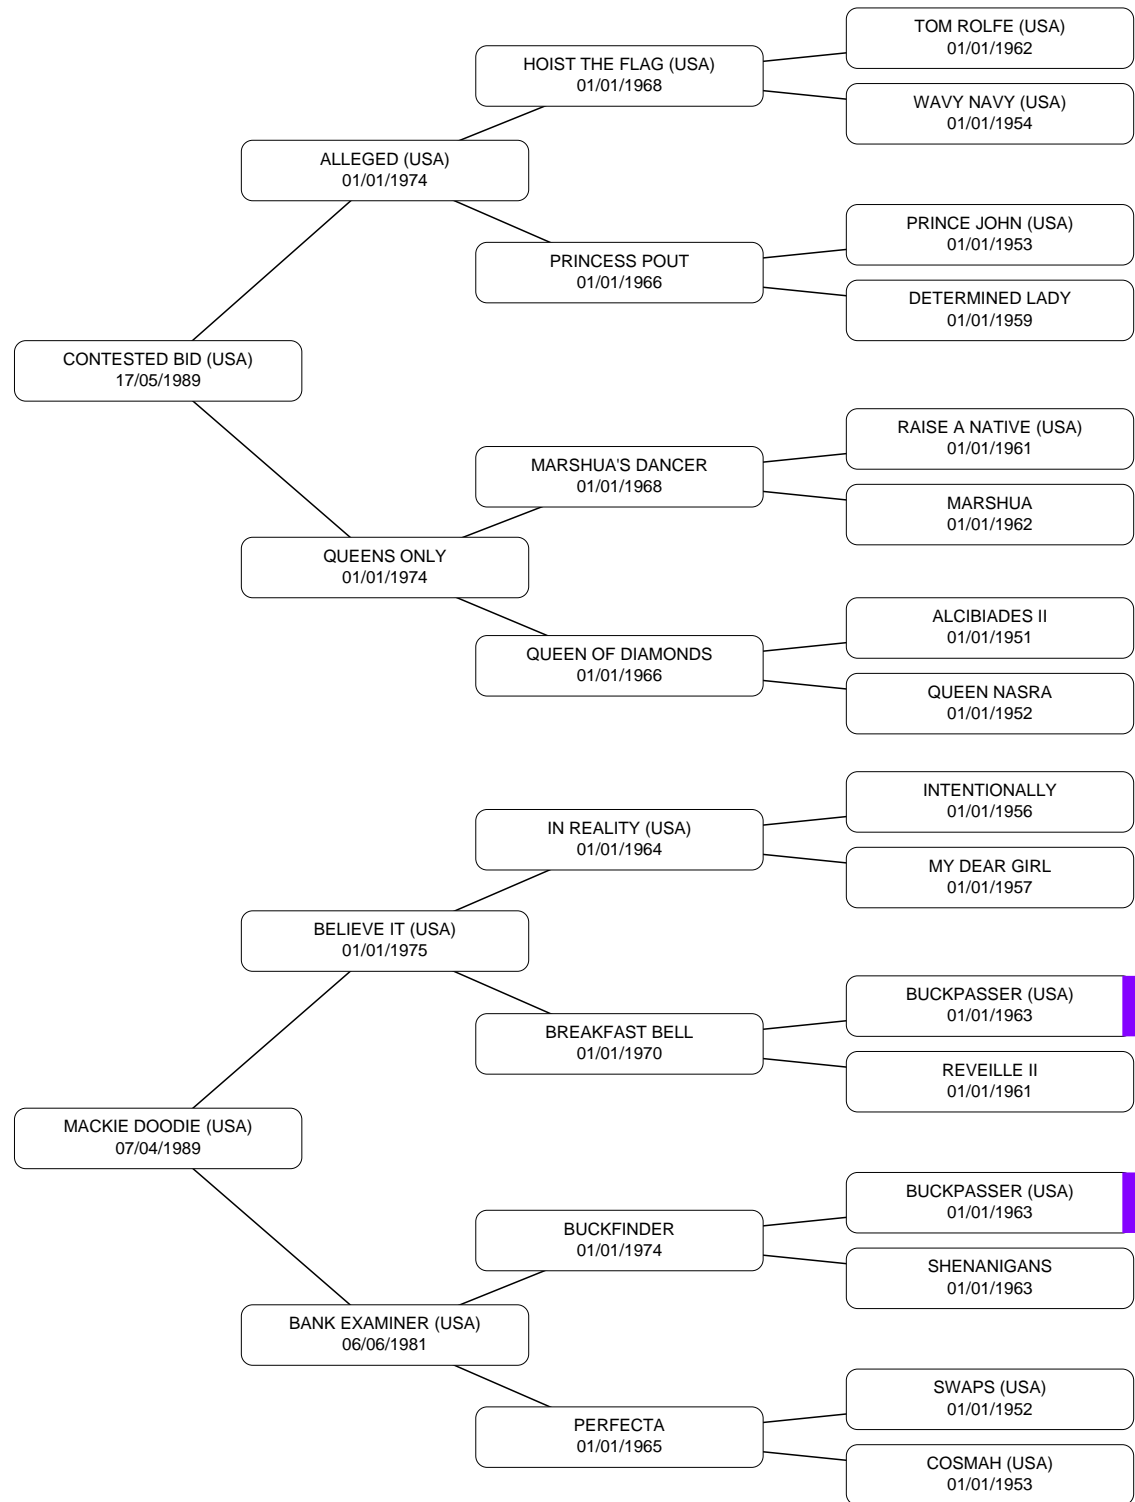 TOM ROLFE (USA)
01/01/1962
HOIST THE FLAG (USA)
01/01/1968
WAVY NAVY (USA)
01/01/1954
ALLEGED (USA)
01/01/1974
PRINCE JOHN (USA)
01/01/1953
PRINCESS POUT
01/01/1966
DETERMINED LADY
01/01/1959
CONTESTED BID (USA)
17/05/1989
RAISE A NATIVE (USA)
01/01/1961
MARSHUA'S DANCER
01/01/1968
MARSHUA
01/01/1962
QUEENS ONLY
01/01/1974
ALCIBIADES II
01/01/1951
QUEEN OF DIAMONDS
01/01/1966
QUEEN NASRA
01/01/1952
INTENTIONALLY
01/01/1956
IN REALITY (USA)
01/01/1964
MY DEAR GIRL
01/01/1957
BELIEVE IT (USA)
01/01/1975
BUCKPASSER (USA)
01/01/1963
BREAKFAST BELL
01/01/1970
REVEILLE II
01/01/1961
MACKIE DOODIE (USA)
07/04/1989
BUCKPASSER (USA)
01/01/1963
BUCKFINDER
01/01/1974
SHENANIGANS
01/01/1963
BANK EXAMINER (USA)
06/06/1981
SWAPS (USA)
01/01/1952
PERFECTA
01/01/1965
COSMAH (USA)
01/01/1953